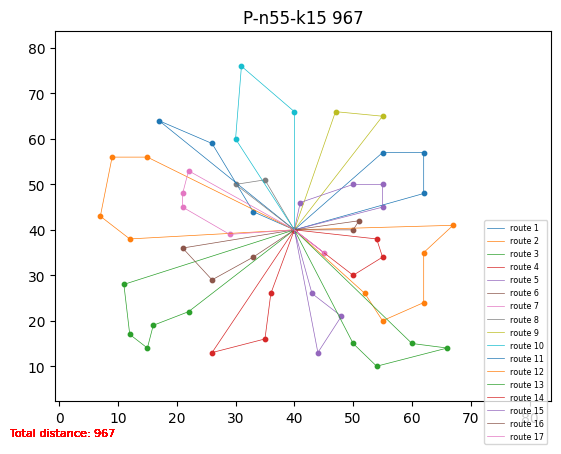 P-n55-k15 967
80
70
60
50
40
30
20
10
0
10
20
30
40
50
60
70
80
route 1
route 2
route 3
route 4
route 5
route 6
route 7
route 8
route 9
route 10
route 11
route 12
route 13
route 14
route 15
route 16
route 17
Total distance: 967